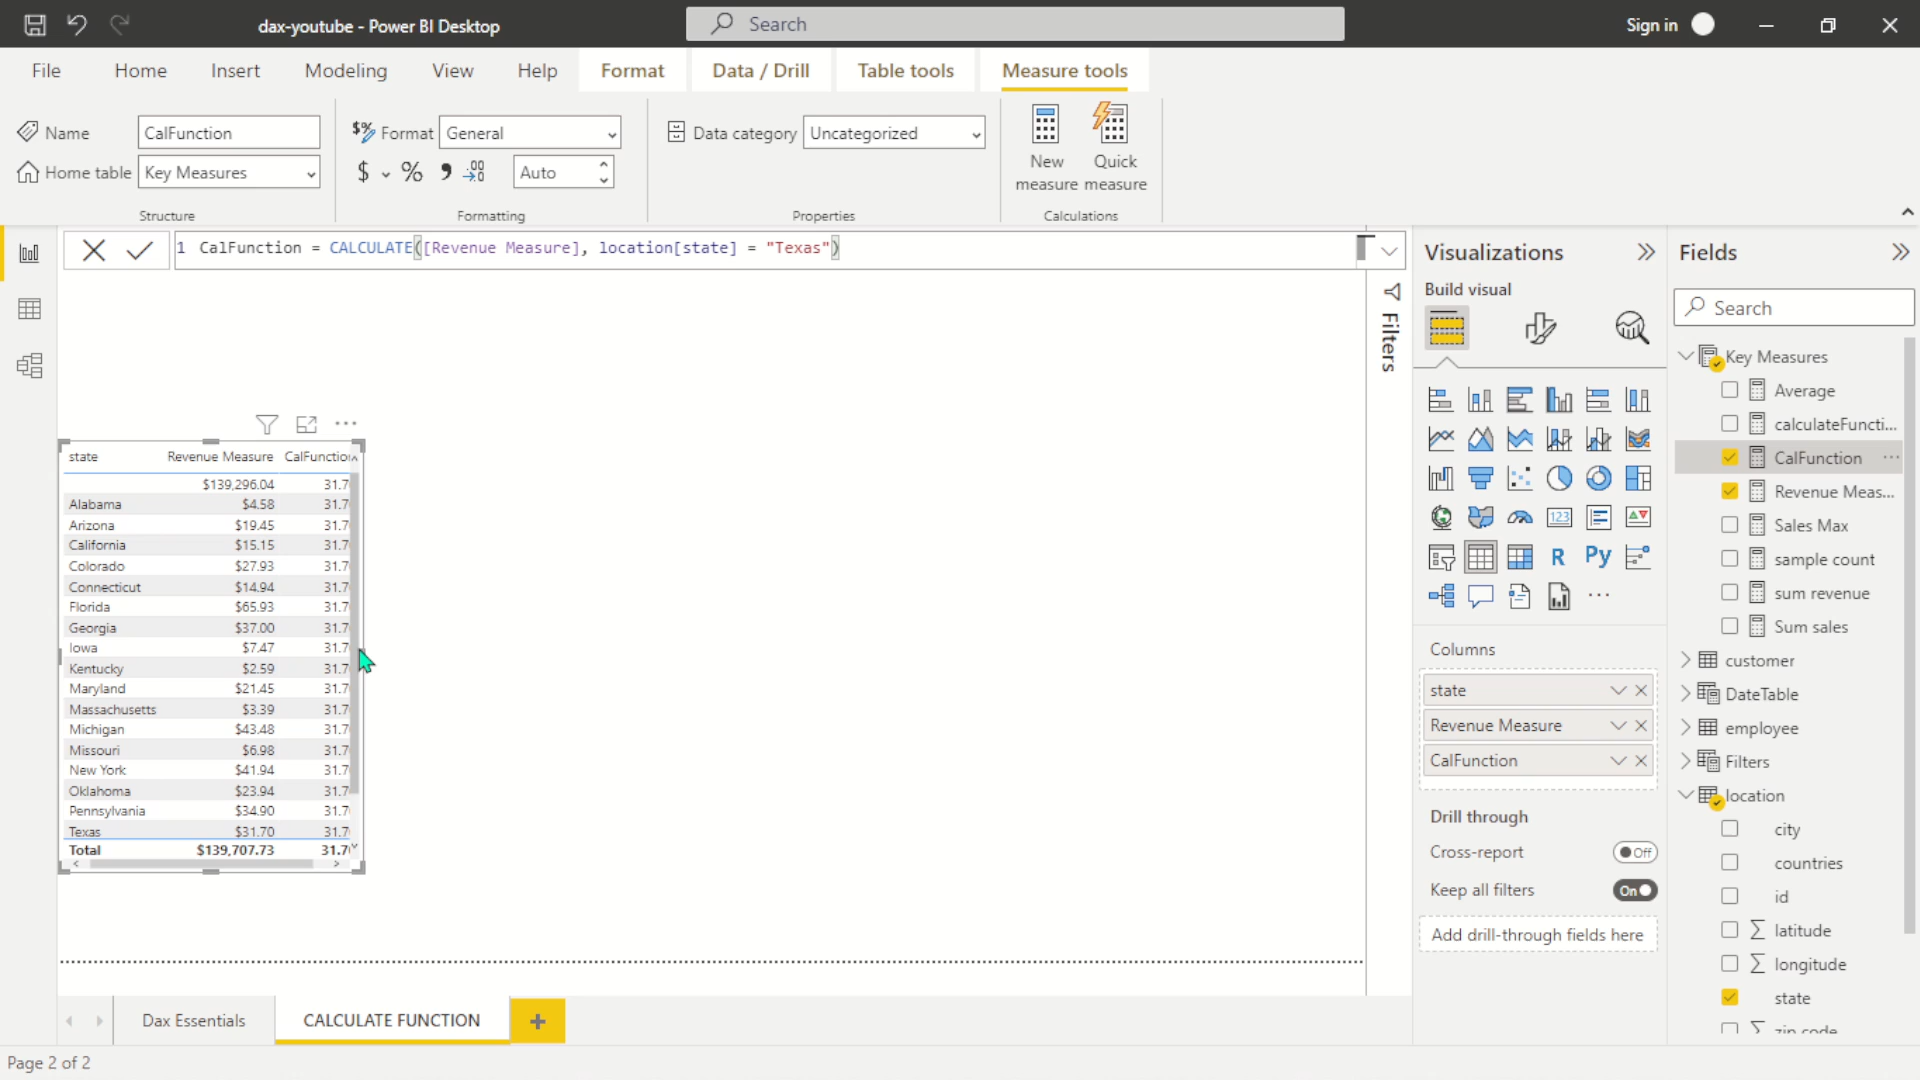 dax-youtube - Power BI Desktop
Search
Sign in
File Home Insert Modeling View Help Format Data / Drill Table tools Measure tools
Name CalFunction
Home table Key Measures
Structure
Format General
$ % Auto
Formatting
Data category Uncategorized
Properties
New measure
Quick measure
Calculations
1 CalFunction = CALCULATE([Revenue Measure], location[state] = "Texas")
state Revenue Measure CalFunction
$139,296.04 31.7
Alabama $4.58 31.7
Arizona $19.45 31.7
California $15.15 31.7
Colorado $27.93 31.7
Connecticut $14.94 31.7
Florida $65.93 31.7
Georgia $37.00 31.7
Iowa $7.47 31.7
Kentucky $2.59 31.7
Maryland $21.45 31.7
Massachusetts $3.39 31.7
Michigan $43.48 31.7
Missouri $6.98 31.7
New York $41.94 31.7
Oklahoma $23.94 31.7
Pennsylvania $34.90 31.7
Texas $31.70 31.7
Total $139,707.73 31.7
Filters
Visualizations
Build visual
123
R
Py
Columns
state
Revenue Measure
CalFunction
Drill through
Cross-report Off
Keep all filters On
Add drill-through fields here
Fields
Search
Key Measures
Average
calculateFuncti...
CalFunction ...
Revenue Meas...
Sales Max
sample count
sum revenue
Sum sales
customer
DateTable
employee
Filters
location
city
countries
id
latitude
longitude
state
zip code
Dax Essentials
CALCULATE FUNCTION
Page 2 of 2